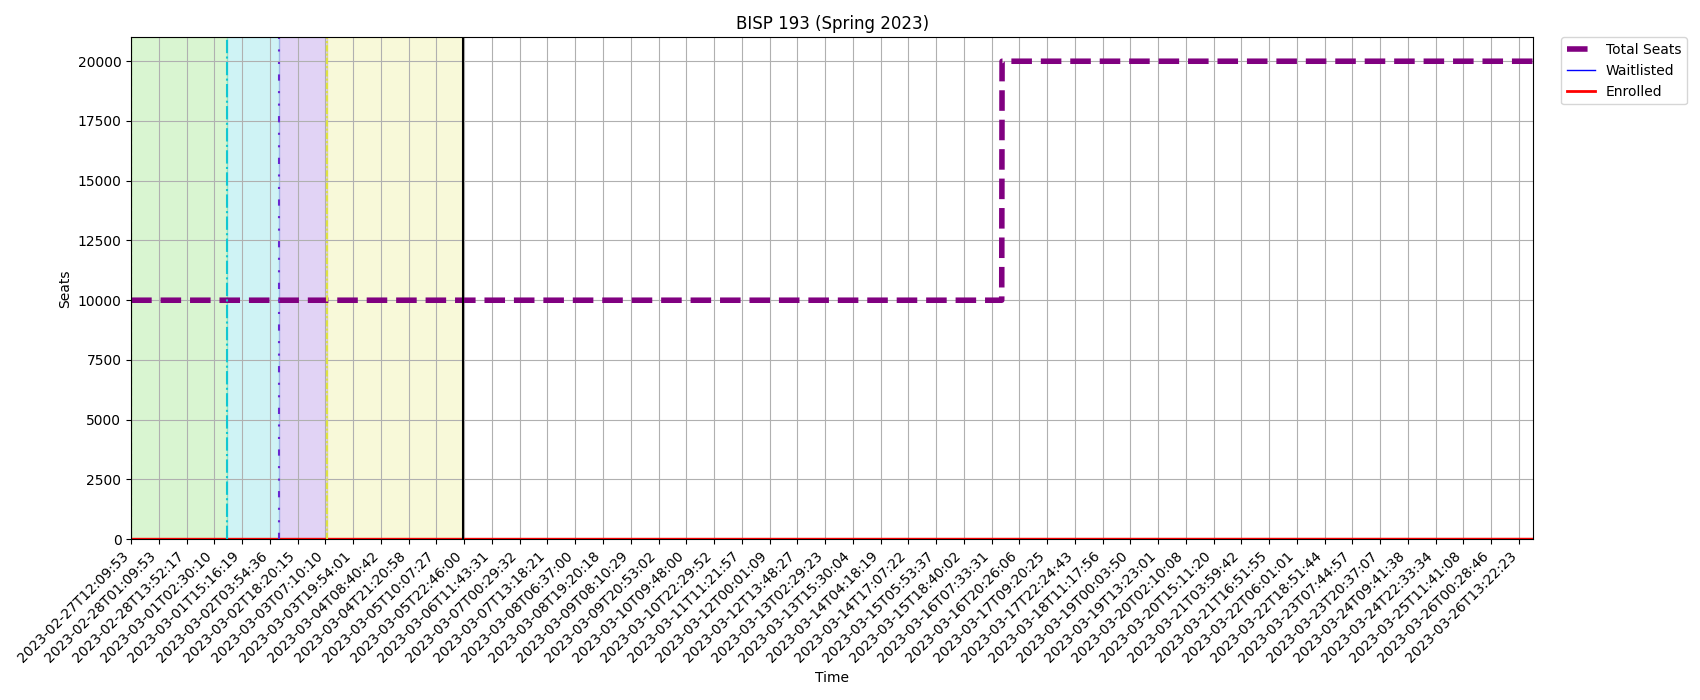 BISP 193 (Spring 2023)
Total Seats
Waitlisted
Enrolled
20000
17500
15000
12500
10000
7500
5000
2500
0
Seats
2023-02-27T12:09:53
2023-02-28T01:09:53
2023-02-28T13:52:17
2023-03-01T02:30:10
2023-03-01T15:16:19
2023-03-02T03:54:36
2023-03-02T18:20:15
2023-03-03T07:10:10
2023-03-03T19:54:01
2023-03-04T08:40:42
2023-03-04T21:20:58
2023-03-05T10:07:27
2023-03-05T22:46:00
2023-03-06T11:43:31
2023-03-07T00:29:32
2023-03-07T13:18:21
2023-03-08T06:37:00
2023-03-08T19:20:18
2023-03-09T08:10:29
2023-03-09T20:53:02
2023-03-10T09:48:00
2023-03-10T22:29:52
2023-03-11T11:21:57
2023-03-12T00:01:09
2023-03-12T13:48:27
2023-03-13T02:29:23
2023-03-13T15:30:04
2023-03-14T04:18:19
2023-03-14T17:07:22
2023-03-15T05:53:37
2023-03-15T18:40:02
2023-03-16T07:33:31
2023-03-16T20:26:06
2023-03-17T09:20:25
2023-03-17T22:24:43
2023-03-18T11:17:56
2023-03-19T00:03:50
2023-03-19T13:23:01
2023-03-20T02:10:08
2023-03-20T15:11:20
2023-03-21T03:59:42
2023-03-21T16:51:55
2023-03-22T06:01:01
2023-03-22T18:51:44
2023-03-23T07:44:57
2023-03-23T20:37:07
2023-03-24T09:41:38
2023-03-24T22:33:34
2023-03-25T11:41:08
2023-03-26T00:28:46
2023-03-26T13:22:23
Time